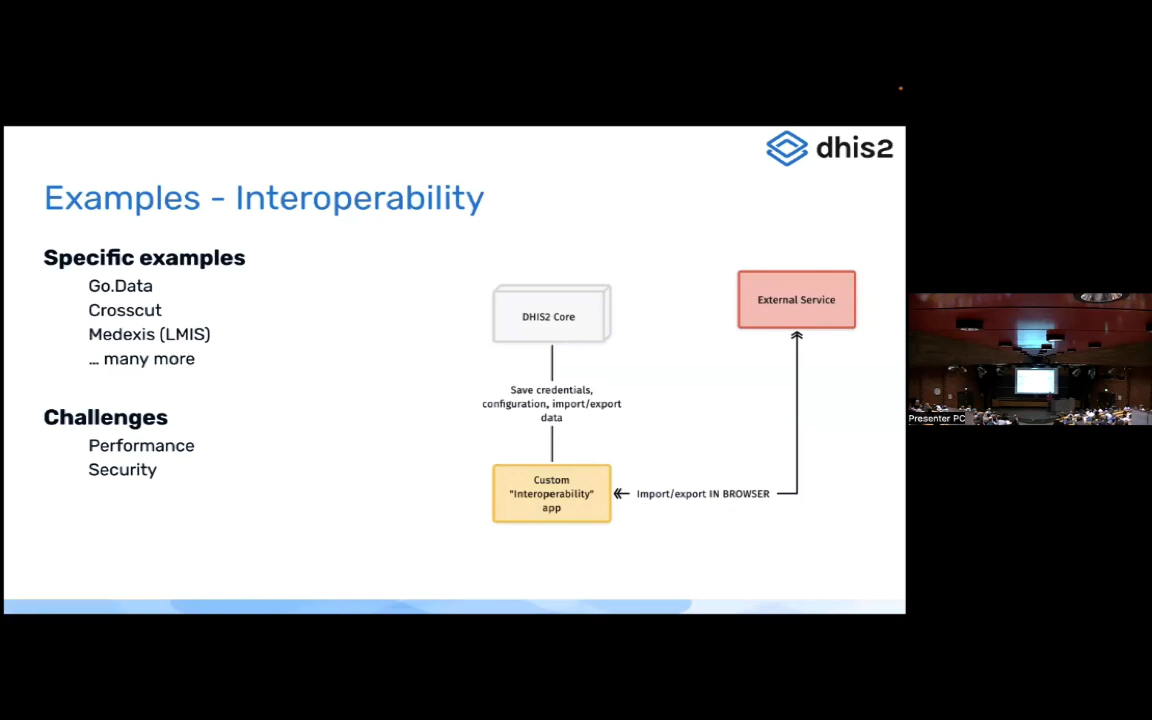 dhis2
Examples - Interoperability
Specific examples
Go.Data
Crosscut
Medexis (LMIS)
... many more
Challenges
Performance
Security
DHIS2 Core
External Service
Save credentials,
configuration, import/export
data
Custom
"Interoperability"
app
Import/export IN BROWSER
Presenter PC